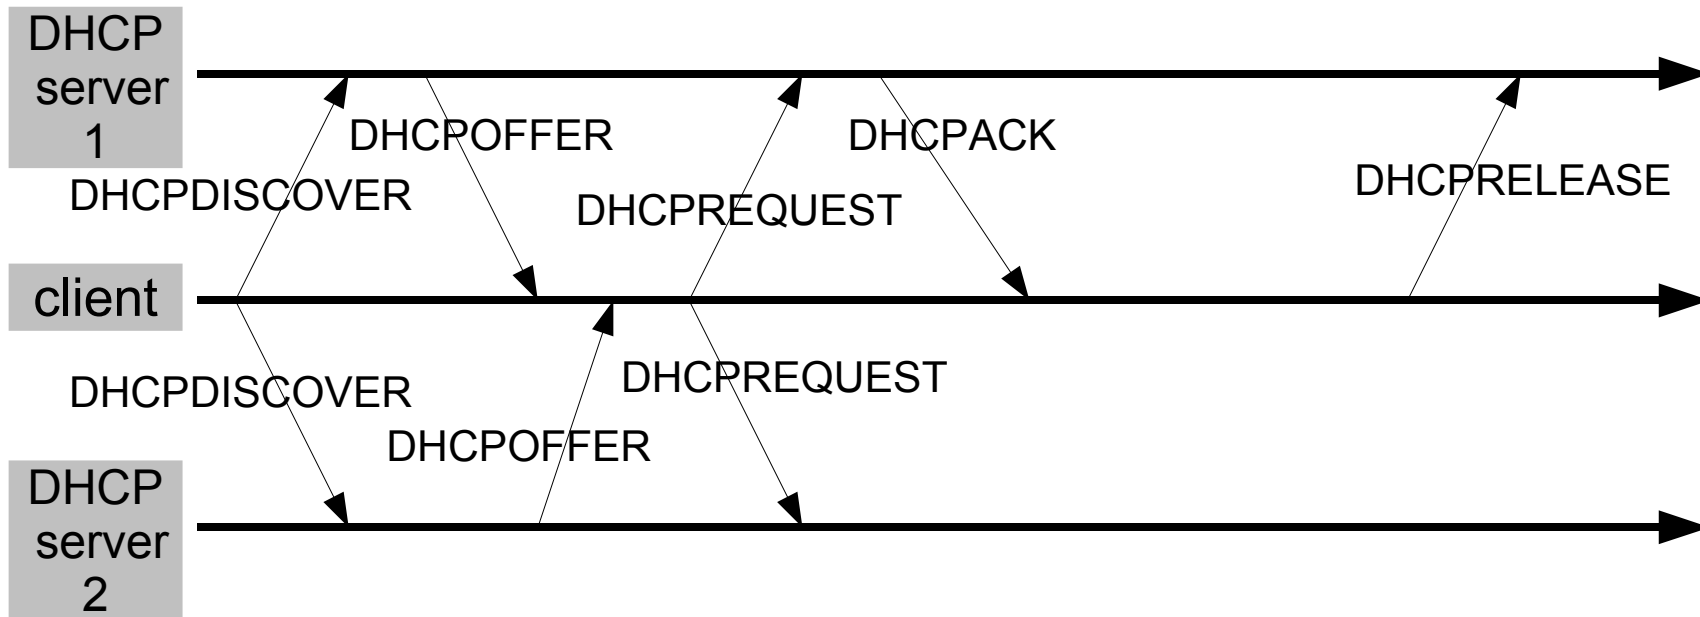 DHCP
server
1
DHCPOFFER
DHCPACK
DHCPDISCOVER
DHCPREQUEST
DHCPRELEASE
client
DHCPDISCOVER
DHCPREQUEST
DHCPOFFER
DHCP
server
2